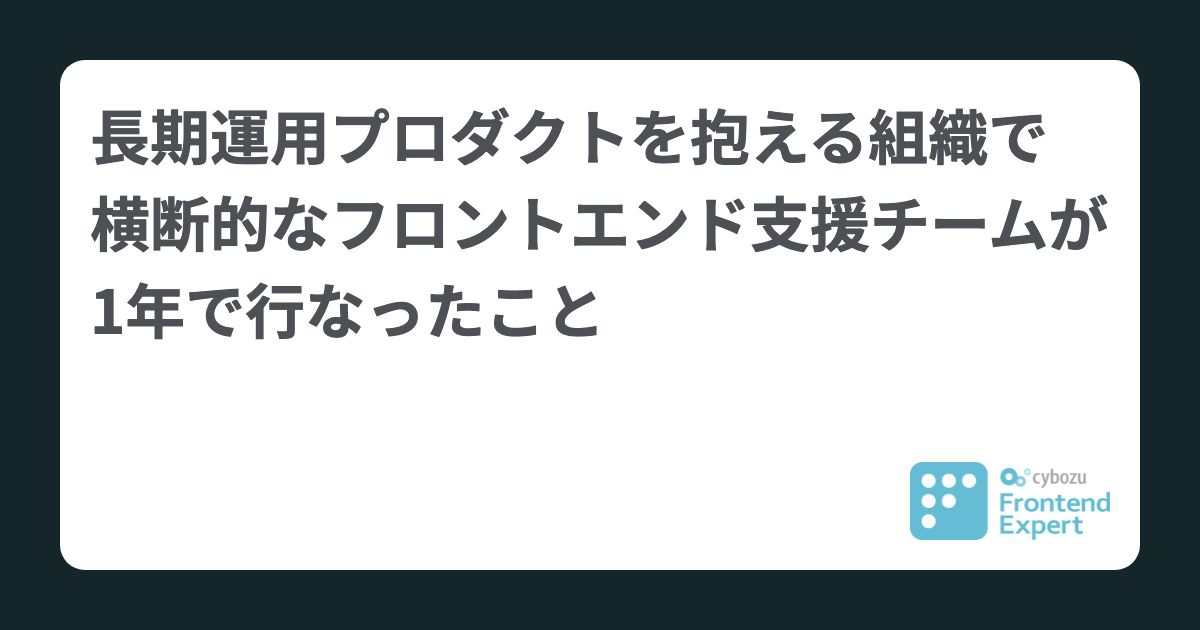 長期運用プロダクトを抱える組織で
横断的なフロントエンド支援チームが
1年で行なったこと
cybozu
Frontend
Expert